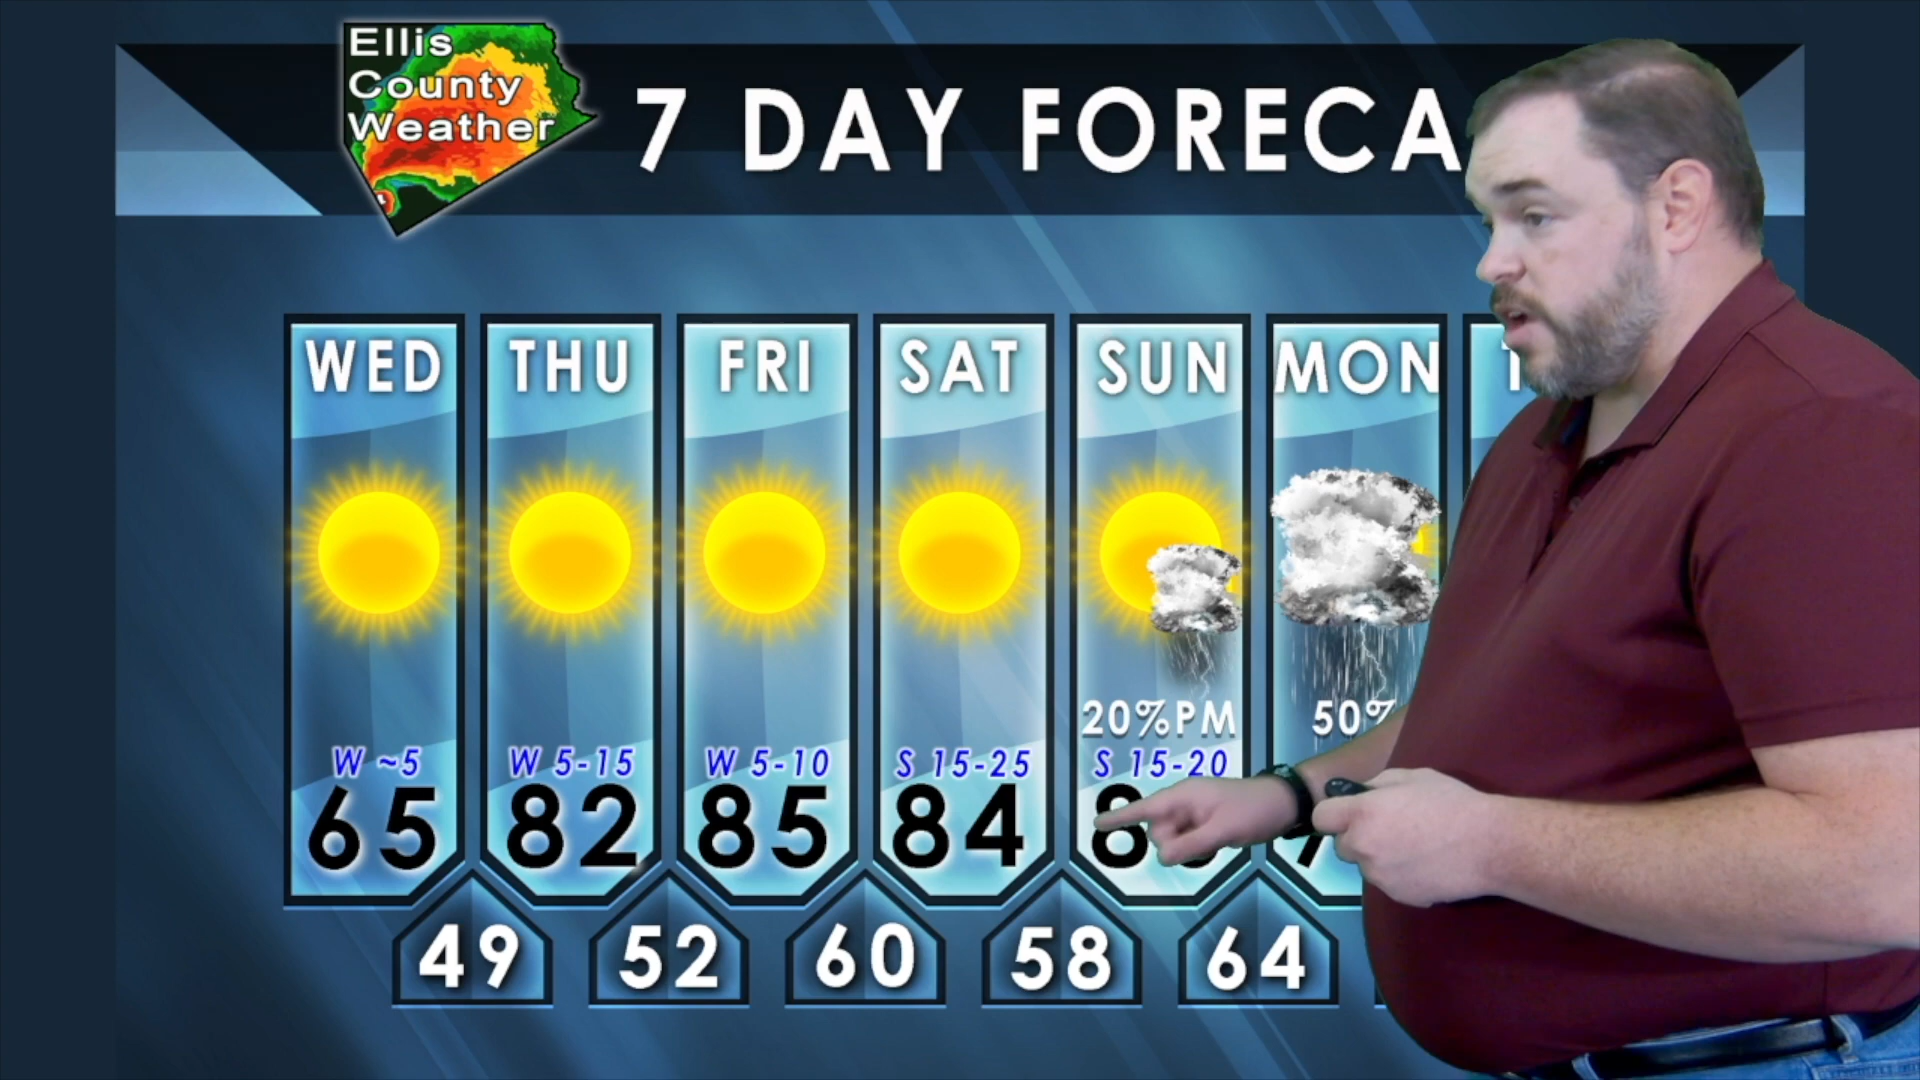 Ellis
County
Weather
7 DAY FORECA
WED THU FRI SAT SUN MON
20%PM 50%
W ~5 W 5-15 W 5-10 S 15-25 S 15-20
65 82 85 84
49 52 60 58 64